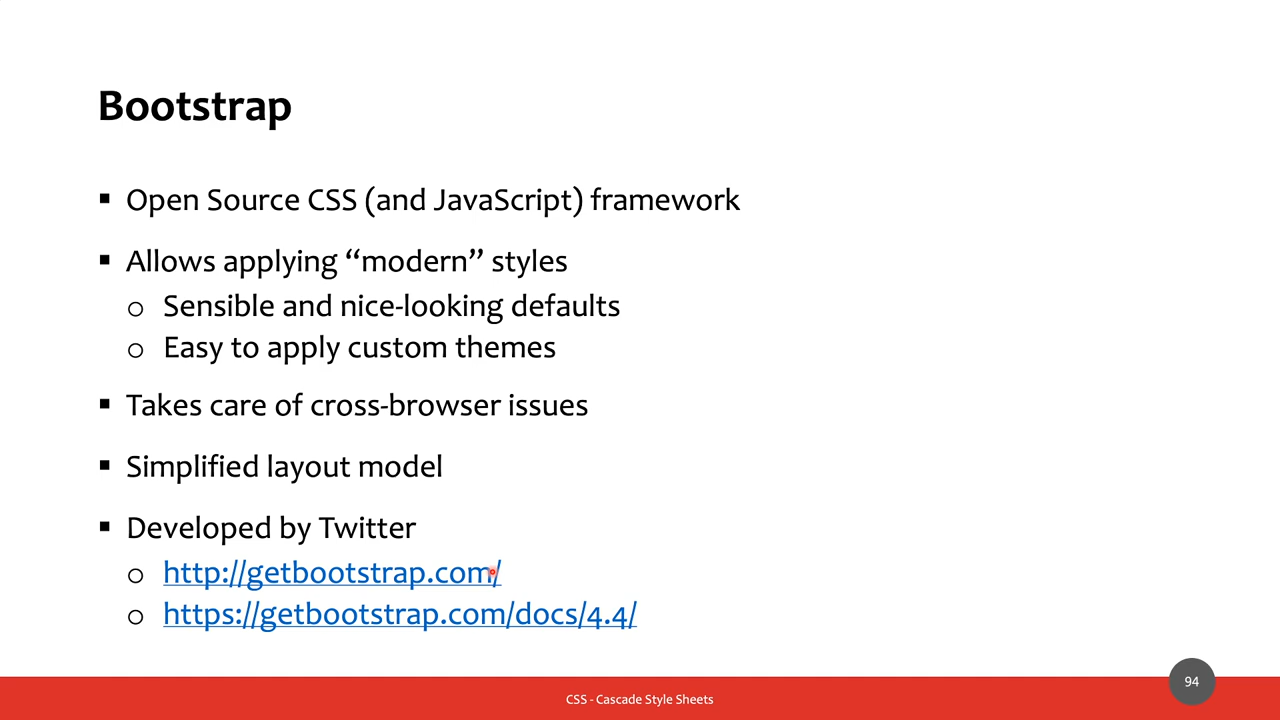 Bootstrap
▪ Open Source CSS (and JavaScript) framework
▪ Allows applying “modern” styles
o Sensible and nice-looking defaults
o Easy to apply custom themes
▪ Takes care of cross-browser issues
▪ Simplified layout model
▪ Developed by Twitter
o http://getbootstrap.com/
o https://getbootstrap.com/docs/4.4/
CSS - Cascade Style Sheets
94